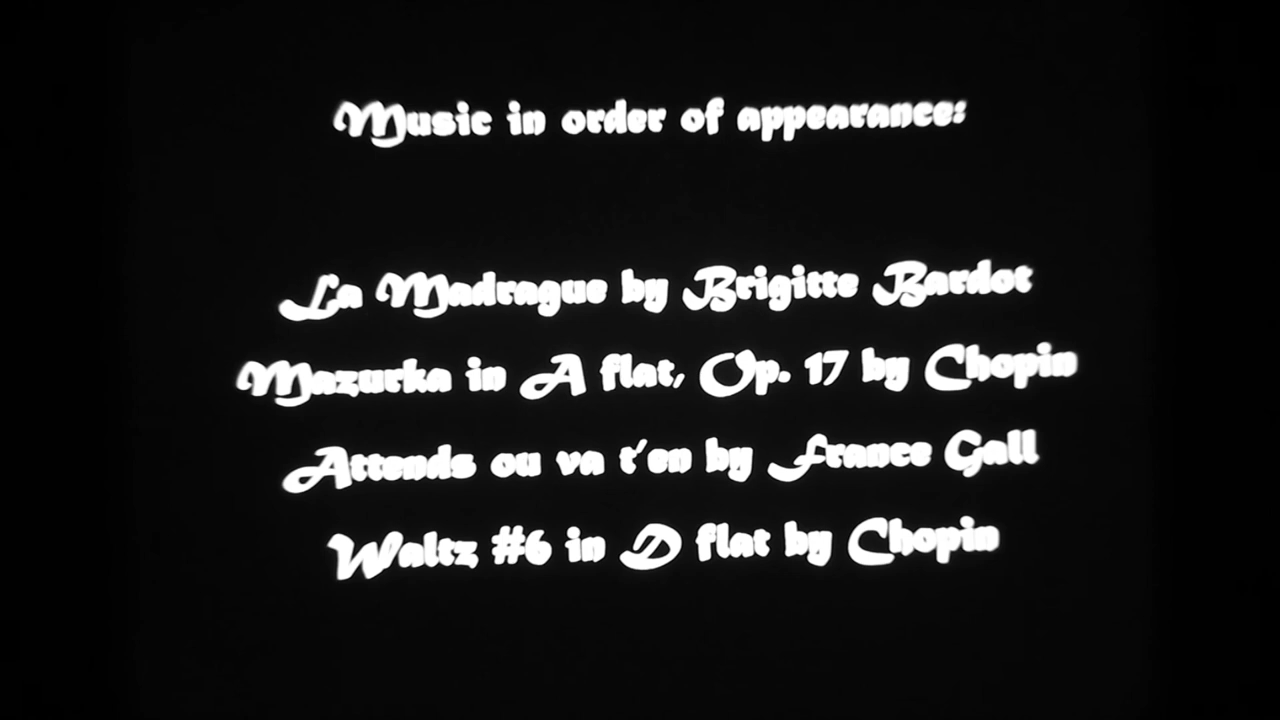 Music in order of appearance:
La Madrague by Brigitte Bardot
Mazurka in A flat, Op. 17 by Chopin
Attends ou va t'en by France Gall
Waltz #6 in D flat by Chopin